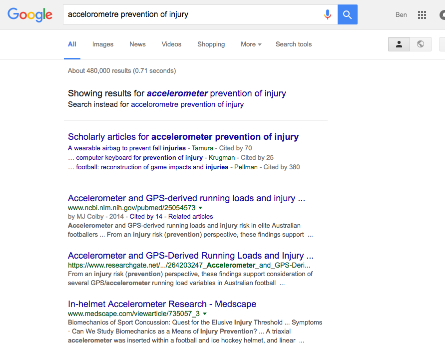 Google accelerometre prevention of injury Ben
All Images News Videos Shopping More Search tools
About 480,000 results (0.71 seconds)
Showing results for accelerometer prevention of injury
Search instead for accelerometre prevention of injury
Scholarly articles for accelerometer prevention of injury
A wearable airbag to prevent fall injuries - Tamura - Cited by 70
... computer keyboard for prevention of injury - Krugman - Cited by 25
... football: reconstruction of game impacts and injuries - Pellman - Cited by 360
Accelerometer and GPS-derived running loads and injury ...
www.ncbi.nlm.nih.gov/pubmed/25054573
by MJ Colby - 2014 - Cited by 14 - Related articles
Accelerometer and GPS-derived running loads and injury risk in elite Australian
footballers ... From an injury risk (prevention) perspective, these findings support ...
Accelerometer and GPS-Derived Running Loads and Injury ...
https://www.researchgate.net/.../264203247_Accelerometer_and_GPS-Deri...
From an injury risk (prevention) perspective, these findings support consideration of
several GPS/accelerometer running load variables in Australian football ...
In-helmet Accelerometer Research - Medscape
www.medscape.com/viewarticle/735057_3
Biomechanics of Sport Concussion: Quest for the Elusive Injury Threshold ... Symptoms
· Can We Study Biomechanics as a Means of Injury Prevention? ... A triaxial
accelerometer was inserted within a football and ice hockey helmet, and linear ...